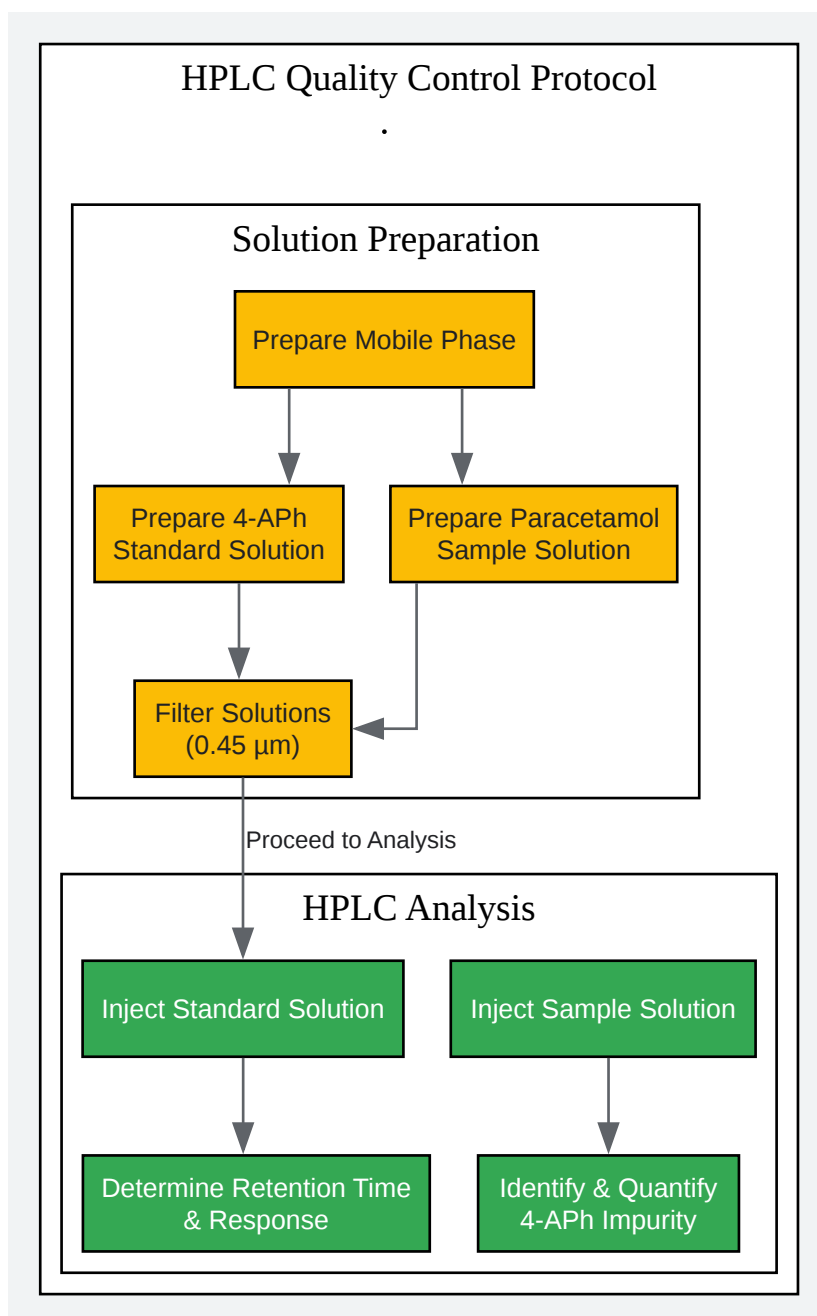 HPLC Quality Control Protocol
.
Solution Preparation
Prepare Mobile Phase
Prepare 4-APh
Standard Solution
Prepare Paracetamol
Sample Solution
Filter Solutions
(0.45 µm)
Proceed to Analysis
HPLC Analysis
Inject Standard Solution
Inject Sample Solution
Determine Retention Time
& Response
Identify & Quantify
4-APh Impurity